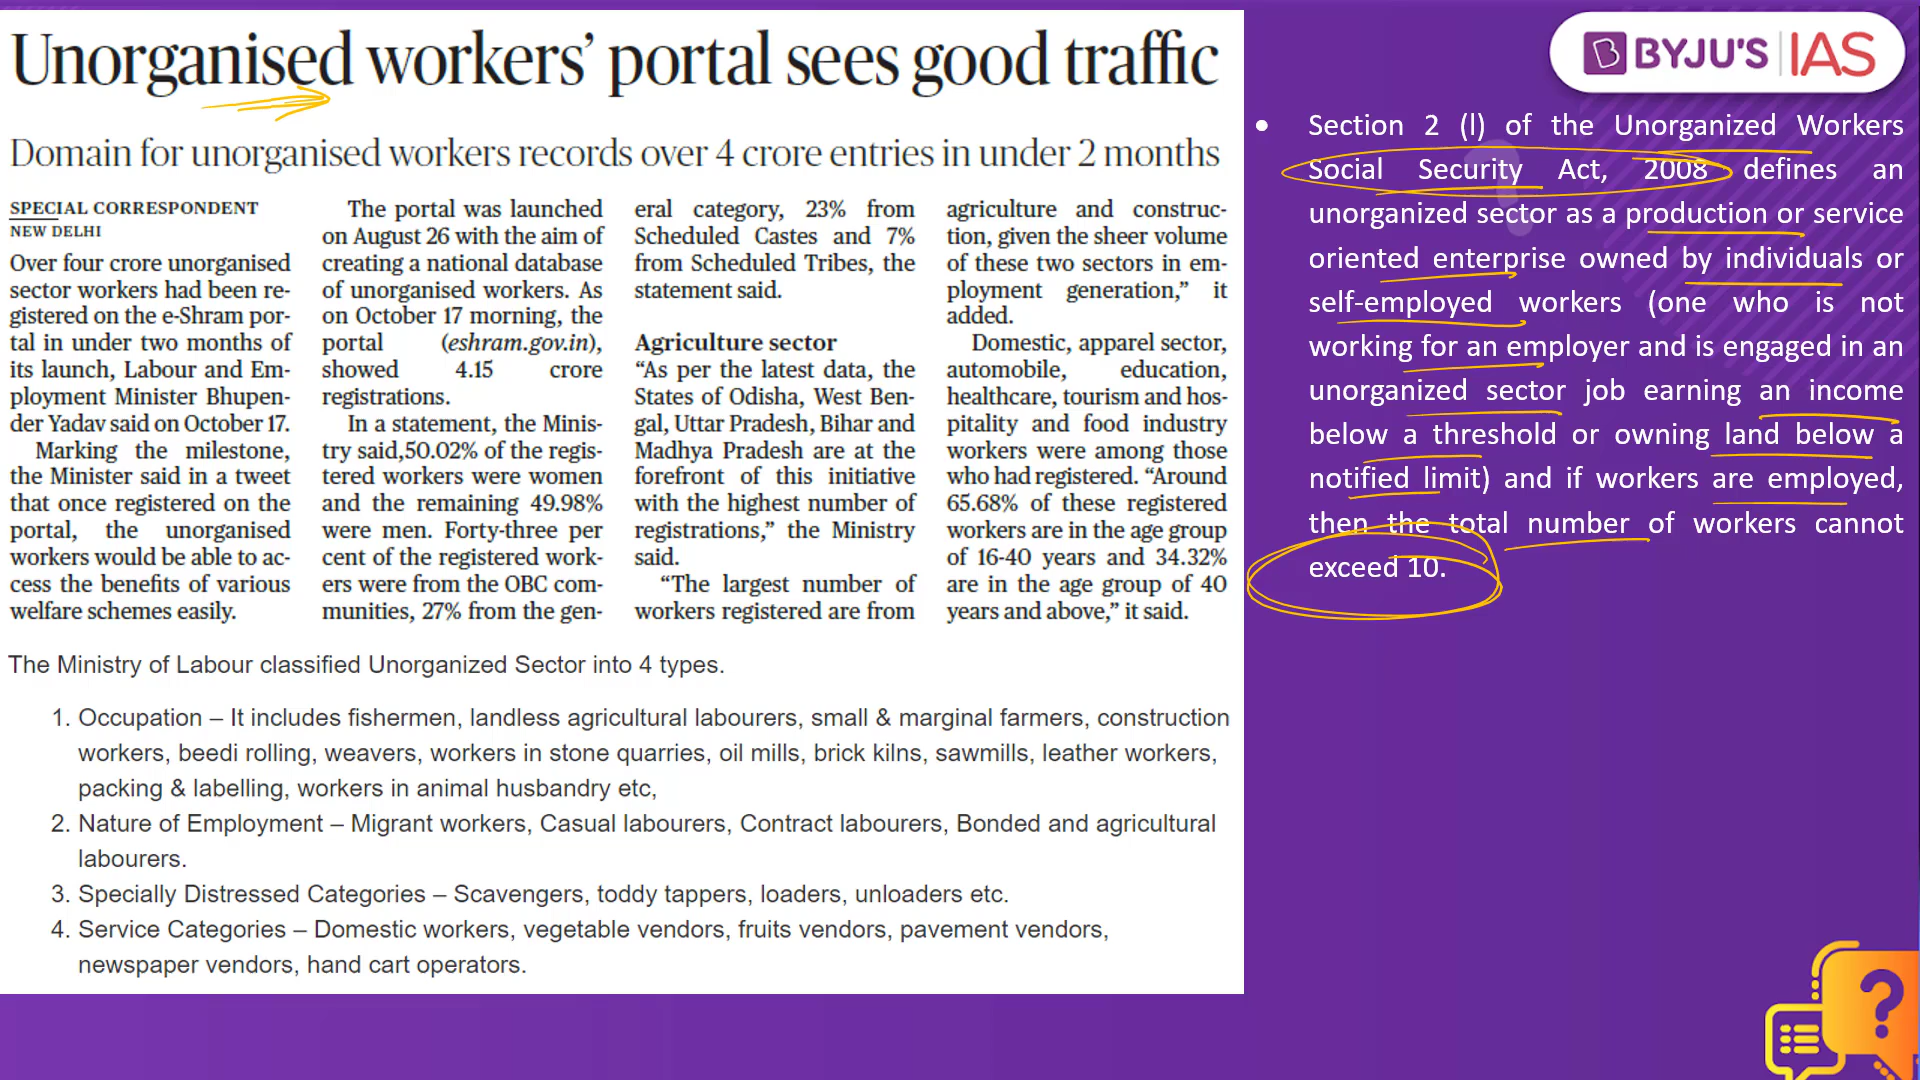 Unorganised workers’ portal sees good traffic
Domain for unorganised workers records over 4 crore entries in under 2 months
SPECIAL CORRESPONDENT
NEW DELHI
Over four crore unorganised
sector workers had been re-
gistered on the e-Shram por-
tal in under two months of
its launch, Labour and Em-
ployment Minister Bhupen-
der Yadav said on October 17.
Marking the milestone,
the Minister said in a tweet
that once registered on the
portal, the unorganised
workers would be able to ac-
cess the benefits of various
welfare schemes easily.
The portal was launched
on August 26 with the aim of
creating a national database
of unorganised workers. As
on October 17 morning, the
portal (eshram.gov.in),
showed 4.15 crore
registrations.
In a statement, the Minis-
try said,50.02% of the regis-
tered workers were women
and the remaining 49.98%
were men. Forty-three per
cent of the registered work-
ers were from the OBC com-
munities, 27% from the gen-
eral category, 23% from
Scheduled Castes and 7%
from Scheduled Tribes, the
statement said.
Agriculture sector
“As per the latest data, the
States of Odisha, West Ben-
gal, Uttar Pradesh, Bihar and
Madhya Pradesh are at the
forefront of this initiative
with the highest number of
registrations,” the Ministry
said.
“The largest number of
workers registered are from
agriculture and construc-
tion, given the sheer volume
of these two sectors in em-
ployment generation,” it
added.
Domestic, apparel sector,
automobile, education,
healthcare, tourism and hos-
pitality and food industry
workers were among those
who had registered. “Around
65.68% of these registered
workers are in the age group
of 16-40 years and 34.32%
are in the age group of 40
years and above,” it said.
The Ministry of Labour classified Unorganized Sector into 4 types.
1. Occupation – It includes fishermen, landless agricultural labourers, small & marginal farmers, construction
workers, beedi rolling, weavers, workers in stone quarries, oil mills, brick kilns, sawmills, leather workers,
packing & labelling, workers in animal husbandry etc,
2. Nature of Employment – Migrant workers, Casual labourers, Contract labourers, Bonded and agricultural
labourers.
3. Specially Distressed Categories – Scavengers, toddy tappers, loaders, unloaders etc.
4. Service Categories – Domestic workers, vegetable vendors, fruits vendors, pavement vendors,
newspaper vendors, hand cart operators.
BYJU'S IAS
• Section 2 (l) of the Unorganized Workers
Social Security Act, 2008 defines an
unorganized sector as a production or service
oriented enterprise owned by individuals or
self-employed workers (one who is not
working for an employer and is engaged in an
unorganized sector job earning an income
below a threshold or owning land below a
notified limit) and if workers are employed,
then the total number of workers cannot
exceed 10.
?